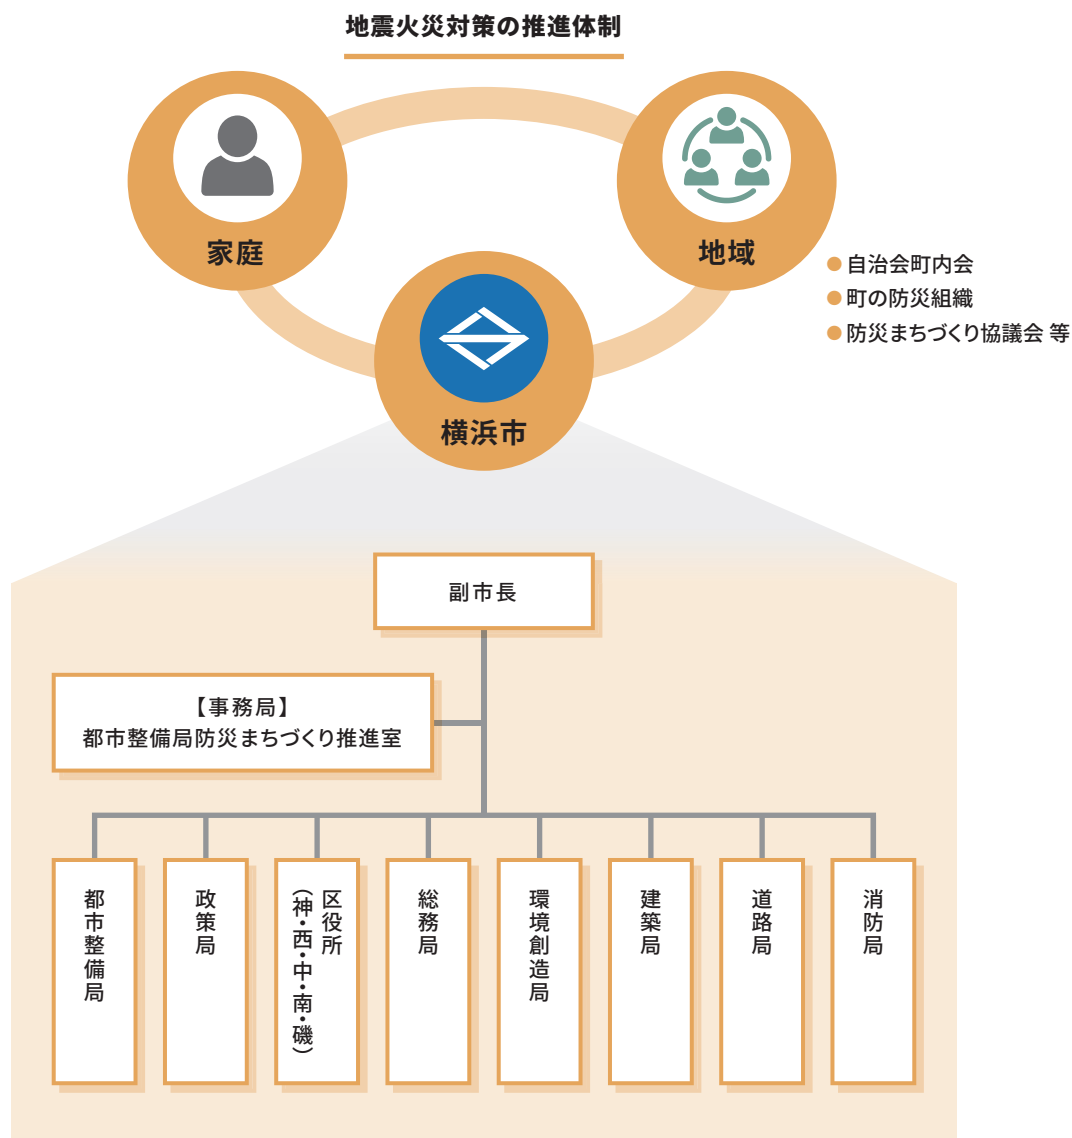 地震火災対策の推進体制
家庭
地域
自治会町内会
町の防災組織
防災まちづくり協議会 等
横浜市
副市長
【事務局】
都市整備局防災まちづくり推進室
都市整備局
政策局
区役所
（神・西・中・南・磯）
総務局
環境創造局
建築局
道路局
消防局